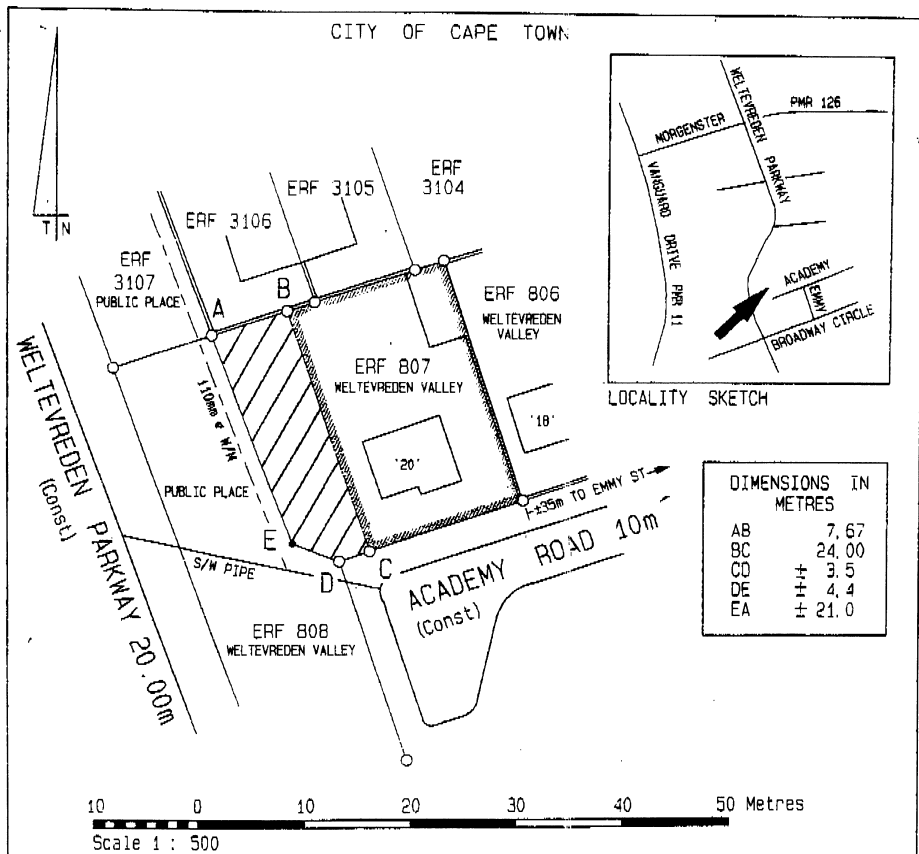 CITY OF CAPE TOWN
T N
ERF 3106
ERF 3105
ERF
3104
ERF
3107
PUBLIC PLACE
A
B
ERF 806
WELTEVREDEN
VALLEY
ERF 807
WELTEVREDEN VALLEY
110mm ø W/M
'20'
'18'
PUBLIC PLACE
E
D
C
S/W PIPE
±35m TO EMMY ST
ACADEMY ROAD 10m
(Const)
ERF 808
WELTEVREDEN VALLEY
WELTEVREDEN PARKWAY 20.00m
(Const)
WELTEVREDEN PARKWAY
PMR 126
MORGENSTER
VANGUARD DRIVE PMR 11
ACADEMY
EMMY
BROADWAY CIRCLE
LOCALITY SKETCH
DIMENSIONS IN
METRES
AB 7,67
BC 24,00
CD ± 3,5
DE ± 4,4
EA ± 21,0
10 0 10 20 30 40 50 Metres
Scale 1 : 500